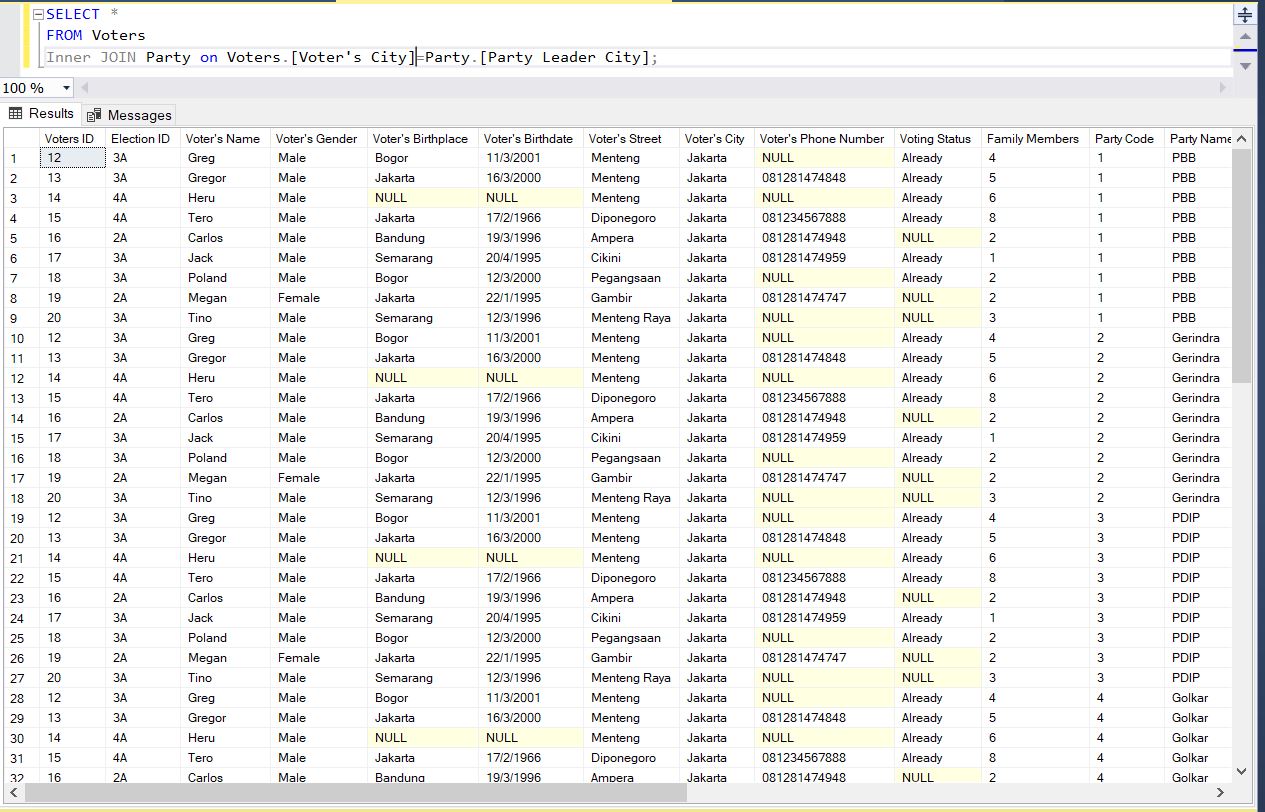 SELECT *
FROM Voters
Inner JOIN Party on Voters.[Voter's City]=Party.[Party Leader City];
100 %
Results Messages
Voters ID Election ID Voter's Name Voter's Gender Voter's Birthplace Voter's Birthdate Voter's Street Voter's City Voter's Phone Number Voting Status Family Members Party Code Party Name
1 12 3A Greg Male Bogor 11/3/2001 Menteng Jakarta NULL Already 4 1 PBB
2 13 3A Gregor Male Jakarta 16/3/2000 Menteng Jakarta 081281474848 Already 5 1 PBB
3 14 4A Heru Male NULL NULL Menteng Jakarta NULL Already 6 1 PBB
4 15 4A Tero Male Jakarta 17/2/1966 Diponegoro Jakarta 081234567888 Already 8 1 PBB
5 16 2A Carlos Male Bandung 19/3/1996 Ampera Jakarta 081281474948 NULL 2 1 PBB
6 17 3A Jack Male Semarang 20/4/1995 Cikini Jakarta 081281474959 Already 1 1 PBB
7 18 3A Poland Male Bogor 12/3/2000 Pegangsaan Jakarta NULL Already 2 1 PBB
8 19 2A Megan Female Jakarta 22/1/1995 Gambir Jakarta 081281474747 NULL 2 1 PBB
9 20 3A Tino Male Semarang 12/3/1996 Menteng Raya Jakarta NULL NULL 3 1 PBB
10 12 3A Greg Male Bogor 11/3/2001 Menteng Jakarta NULL Already 4 2 Gerindra
11 13 3A Gregor Male Jakarta 16/3/2000 Menteng Jakarta 081281474848 Already 5 2 Gerindra
12 14 4A Heru Male NULL NULL Menteng Jakarta NULL Already 6 2 Gerindra
13 15 4A Tero Male Jakarta 17/2/1966 Diponegoro Jakarta 081234567888 Already 8 2 Gerindra
14 16 2A Carlos Male Bandung 19/3/1996 Ampera Jakarta 081281474948 NULL 2 2 Gerindra
15 17 3A Jack Male Semarang 20/4/1995 Cikini Jakarta 081281474959 Already 1 2 Gerindra
16 18 3A Poland Male Bogor 12/3/2000 Pegangsaan Jakarta NULL Already 2 2 Gerindra
17 19 2A Megan Female Jakarta 22/1/1995 Gambir Jakarta 081281474747 NULL 2 2 Gerindra
18 20 3A Tino Male Semarang 12/3/1996 Menteng Raya Jakarta NULL NULL 3 2 Gerindra
19 12 3A Greg Male Bogor 11/3/2001 Menteng Jakarta NULL Already 4 3 PDIP
20 13 3A Gregor Male Jakarta 16/3/2000 Menteng Jakarta 081281474848 Already 5 3 PDIP
21 14 4A Heru Male NULL NULL Menteng Jakarta NULL Already 6 3 PDIP
22 15 4A Tero Male Jakarta 17/2/1966 Diponegoro Jakarta 081234567888 Already 8 3 PDIP
23 16 2A Carlos Male Bandung 19/3/1996 Ampera Jakarta 081281474948 NULL 2 3 PDIP
24 17 3A Jack Male Semarang 20/4/1995 Cikini Jakarta 081281474959 Already 1 3 PDIP
25 18 3A Poland Male Bogor 12/3/2000 Pegangsaan Jakarta NULL Already 2 3 PDIP
26 19 2A Megan Female Jakarta 22/1/1995 Gambir Jakarta 081281474747 NULL 2 3 PDIP
27 20 3A Tino Male Semarang 12/3/1996 Menteng Raya Jakarta NULL NULL 3 3 PDIP
28 12 3A Greg Male Bogor 11/3/2001 Menteng Jakarta NULL Already 4 4 Golkar
29 13 3A Gregor Male Jakarta 16/3/2000 Menteng Jakarta 081281474848 Already 5 4 Golkar
30 14 4A Heru Male NULL NULL Menteng Jakarta NULL Already 6 4 Golkar
31 15 4A Tero Male Jakarta 17/2/1966 Diponegoro Jakarta 081234567888 Already 8 4 Golkar
32 16 2A Carlos Male Bandung 19/3/1996 Ampera Jakarta 081281474948 NULL 2 4 Golkar